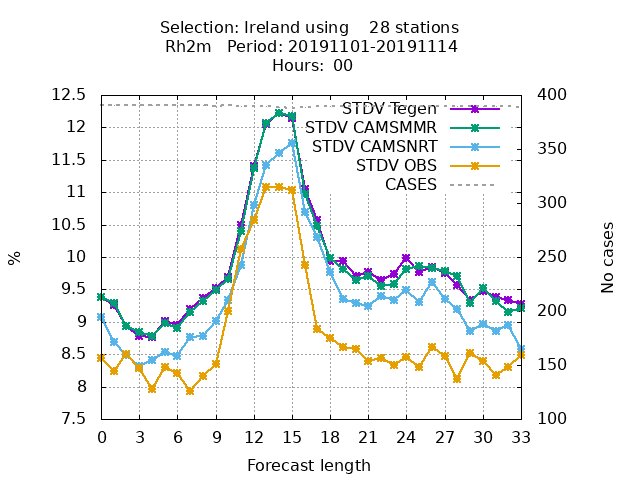 Selection: Ireland using    28 stations
Rh2m   Period: 20191101-20191114
Hours:  00
12.5
12
11.5
11
10.5
10
9.5
9
8.5
8
7.5
%
400
350
300
250
200
150
100
No cases
STDV Tegen
STDV CAMSMMR
STDV CAMSNRT
STDV OBS
CASES
0 3 6 9 12 15 18 21 24 27 30 33
Forecast length